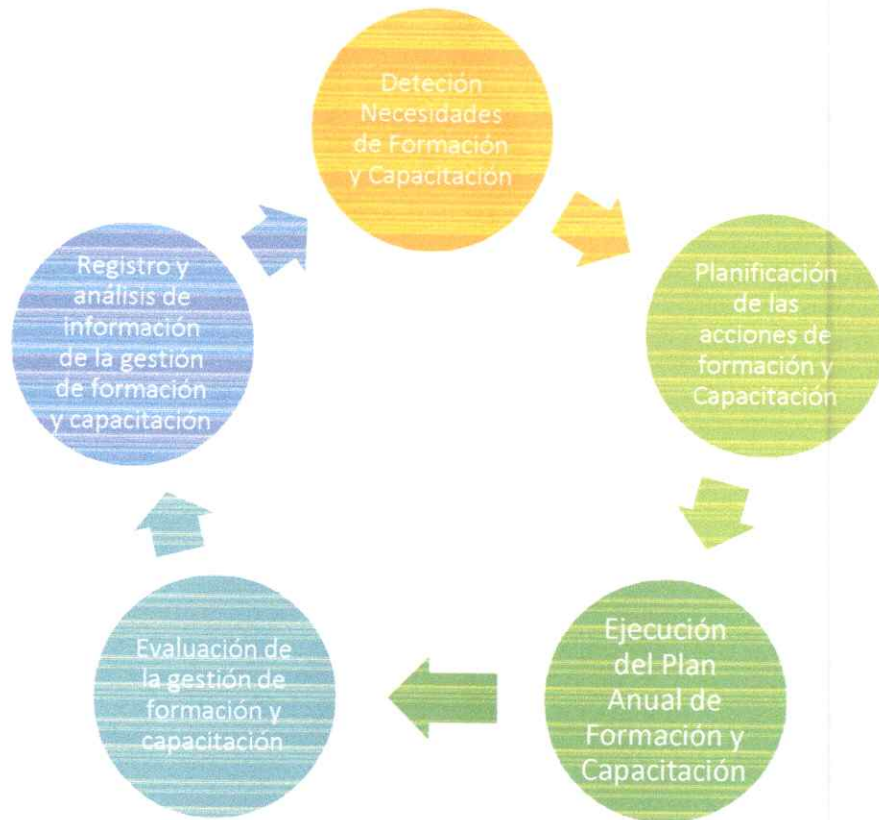 Deteción
Necesidades
de Formación
y Capacitación
Planificación
de las
acciones de
formación y
Capacitación
Ejecución
del Plan
Anual de
Formación y
Capacitación
Evaluación de
la gestión de
formación y
capacitación
Registro y
análisis de
información
de la gestión
de formación
y capacitación